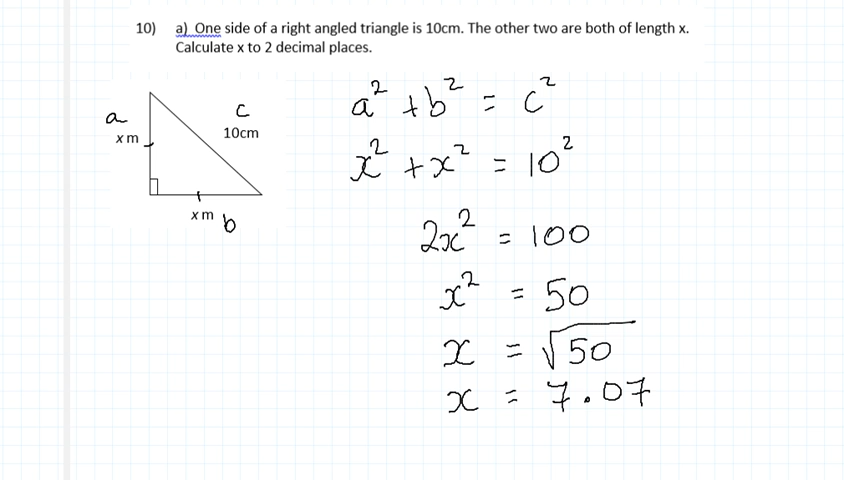 10) a) One side of a right angled triangle is 10cm. The other two are both of length x.
Calculate x to 2 decimal places.
a
x m
c
10cm
x m
b
a² + b² = c²
x² + x² = 10²
2x² = 100
x² = 50
x = √50
x = 7.07